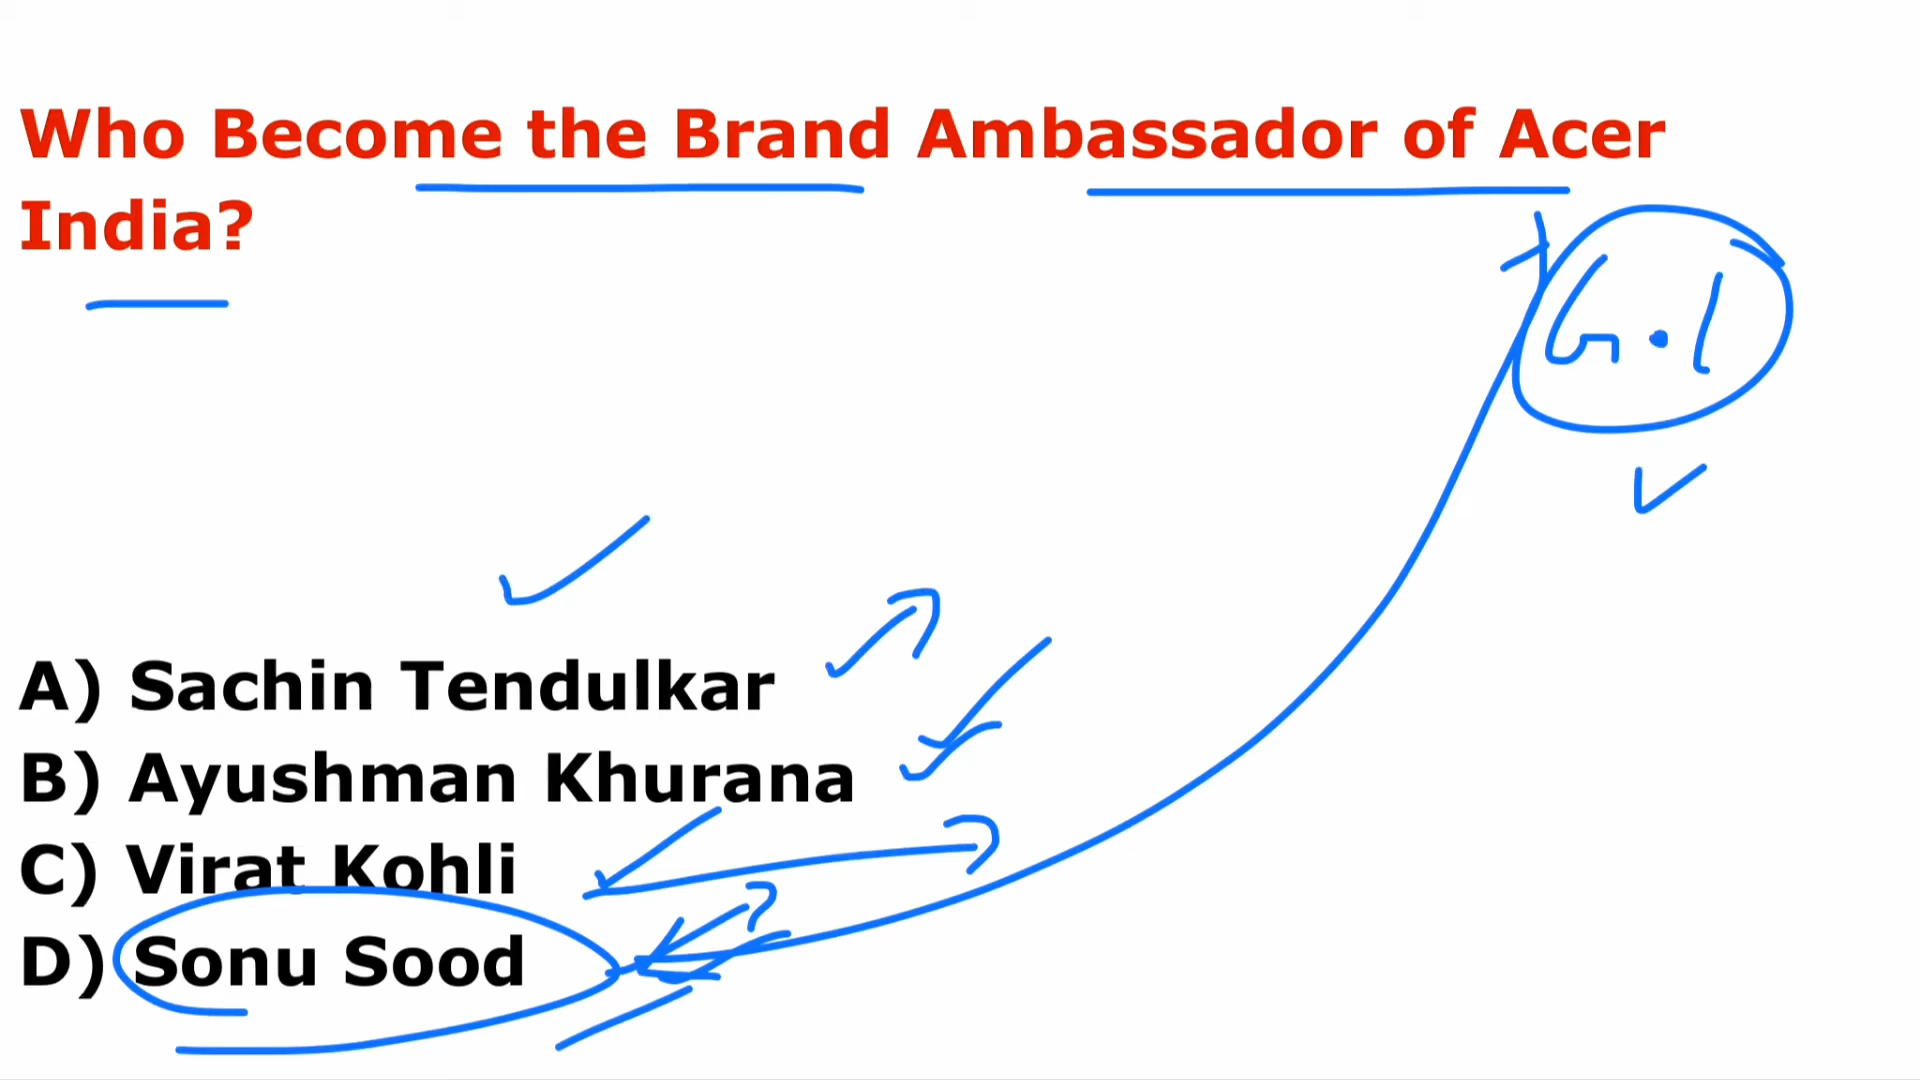 Who Become the Brand Ambassador of Acer
India?
G.I
A) Sachin Tendulkar
B) Ayushman Khurana
C) Virat Kohli
D) Sonu Sood